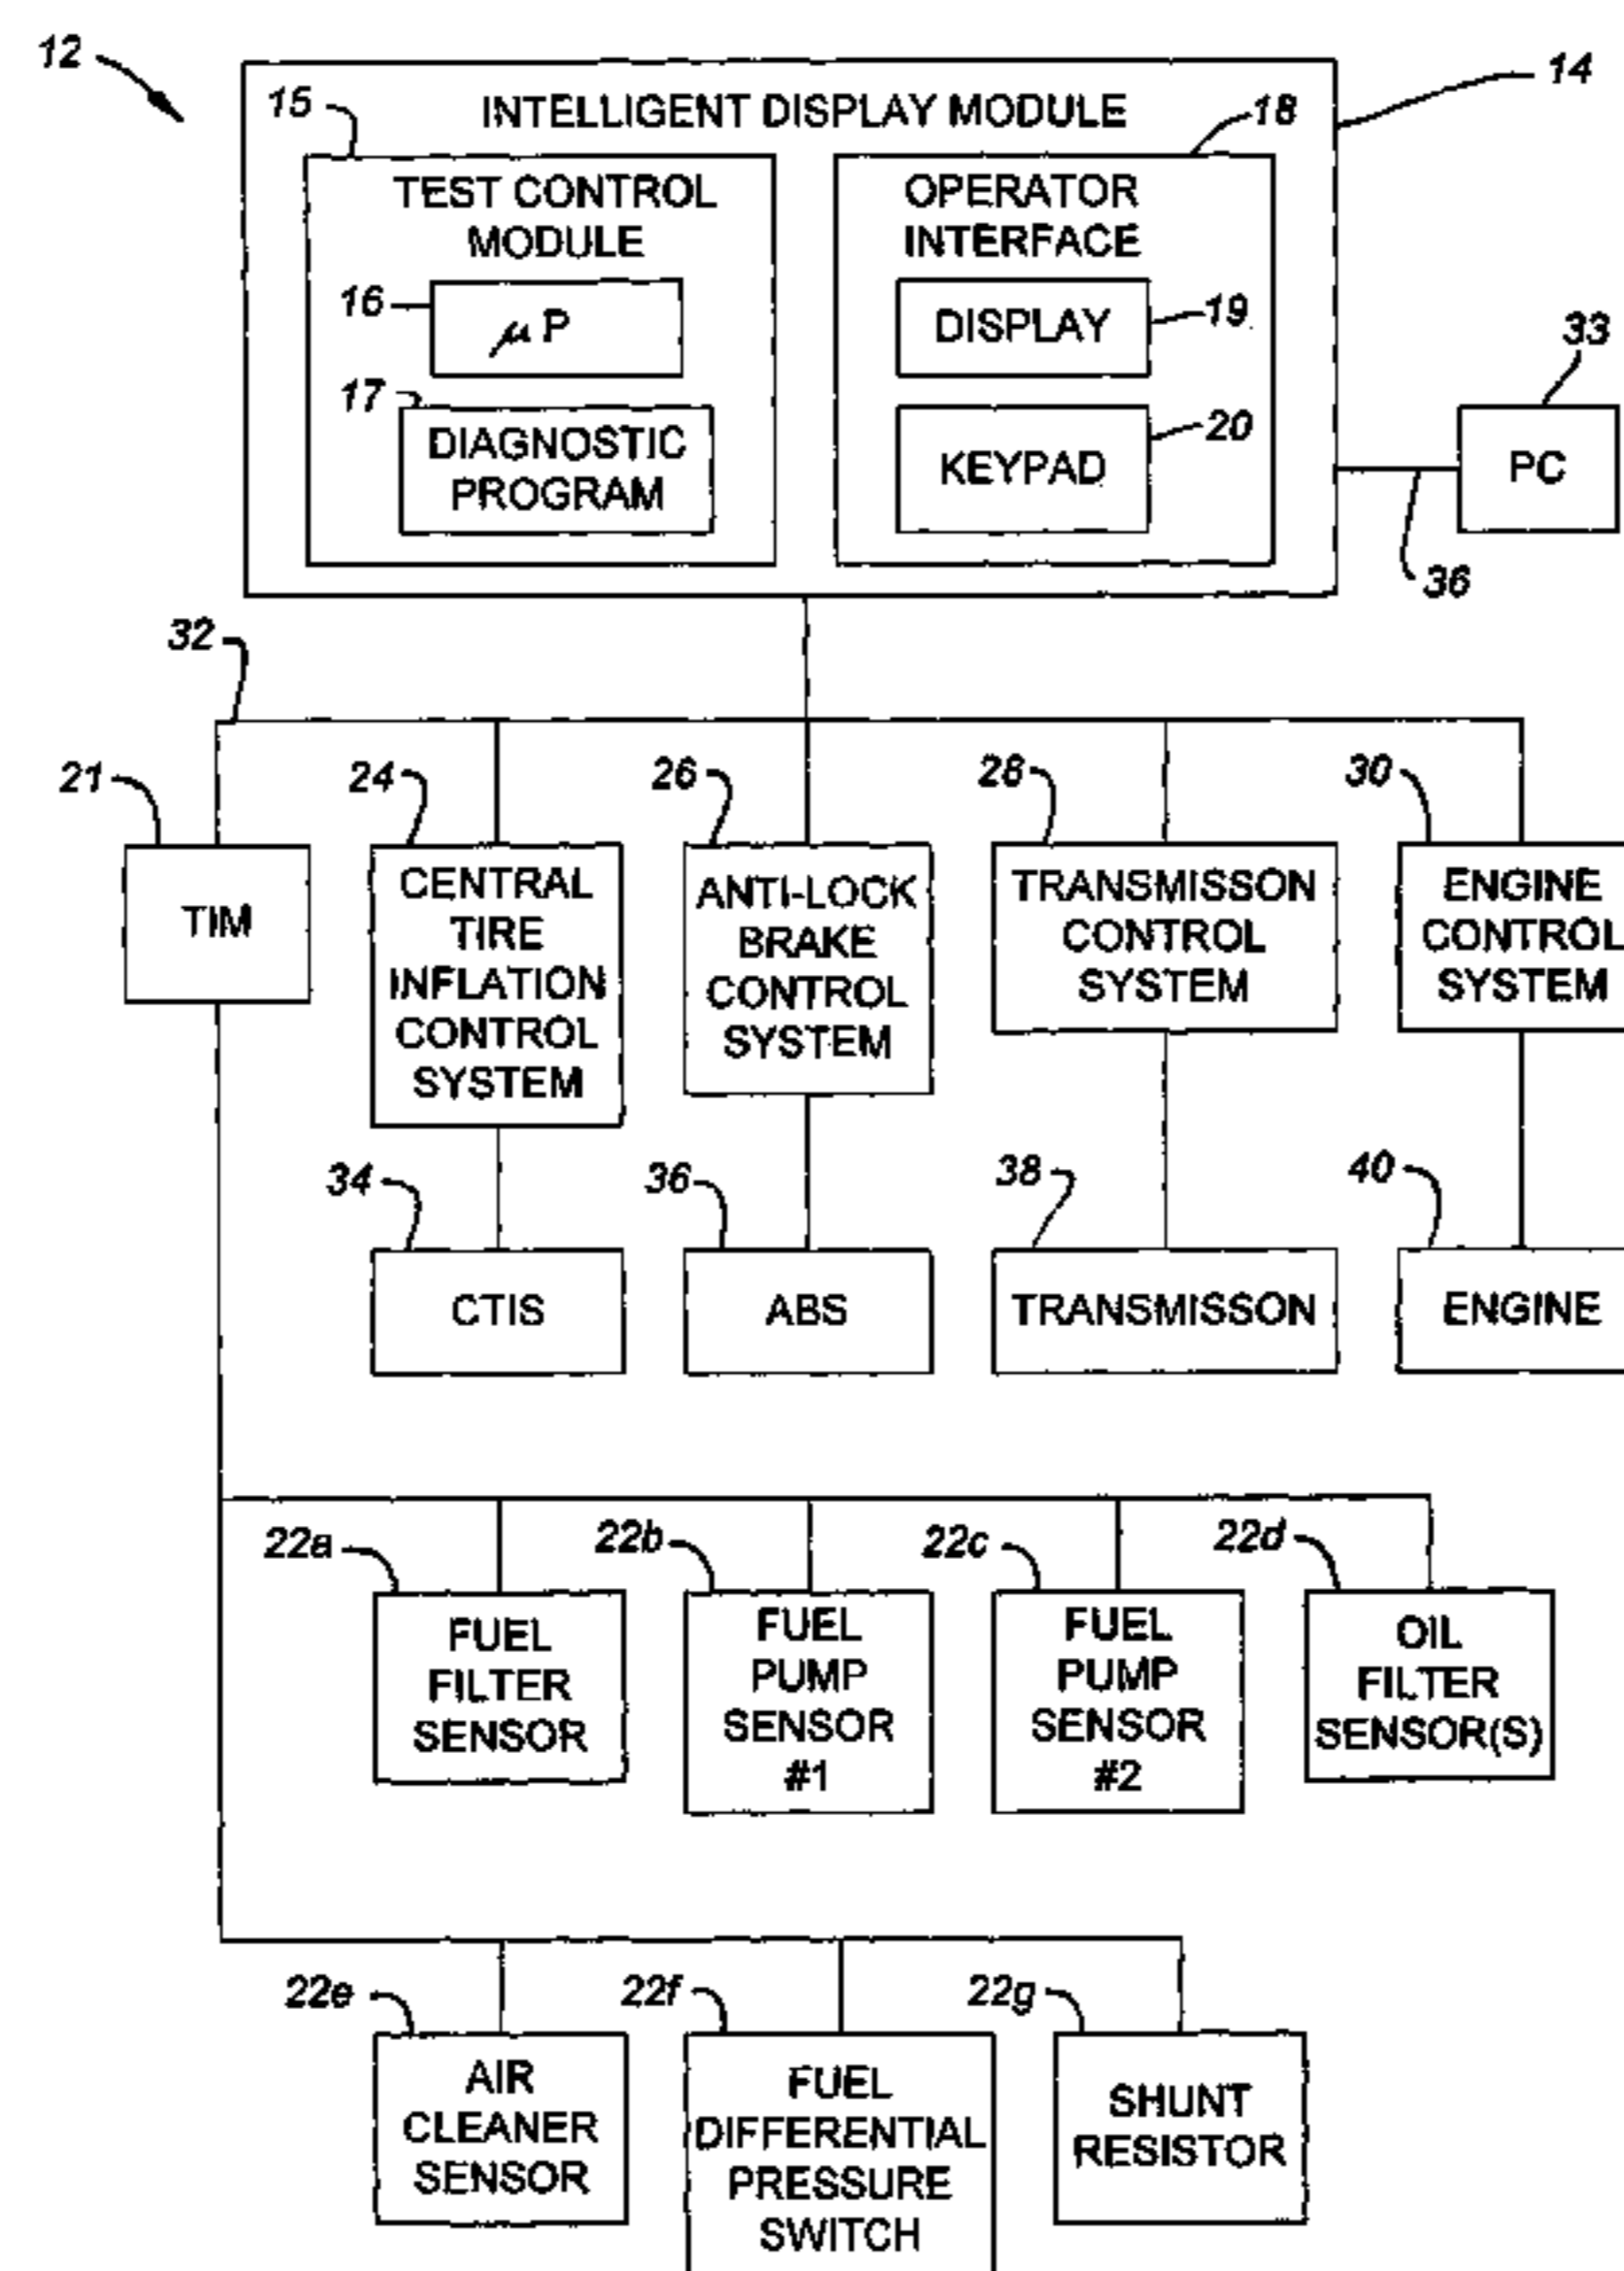 12
14
15
INTELLIGENT DISPLAY MODULE
18
TEST CONTROL
MODULE
OPERATOR
INTERFACE
16
μP
DISPLAY
19
33
17
DIAGNOSTIC
PROGRAM
KEYPAD
20
PC
36
32
21
24
26
28
30
TIM
CENTRAL
TIRE
INFLATION
CONTROL
SYSTEM
ANTI-LOCK
BRAKE
CONTROL
SYSTEM
TRANSMISSON
CONTROL
SYSTEM
ENGINE
CONTROL
SYSTEM
34
36
38
40
CTIS
ABS
TRANSMISSON
ENGINE
22a
22b
22c
22d
FUEL
FILTER
SENSOR
FUEL
PUMP
SENSOR
#1
FUEL
PUMP
SENSOR
#2
OIL
FILTER
SENSOR(S)
22e
22f
22g
AIR
CLEANER
SENSOR
FUEL
DIFFERENTIAL
PRESSURE
SWITCH
SHUNT
RESISTOR